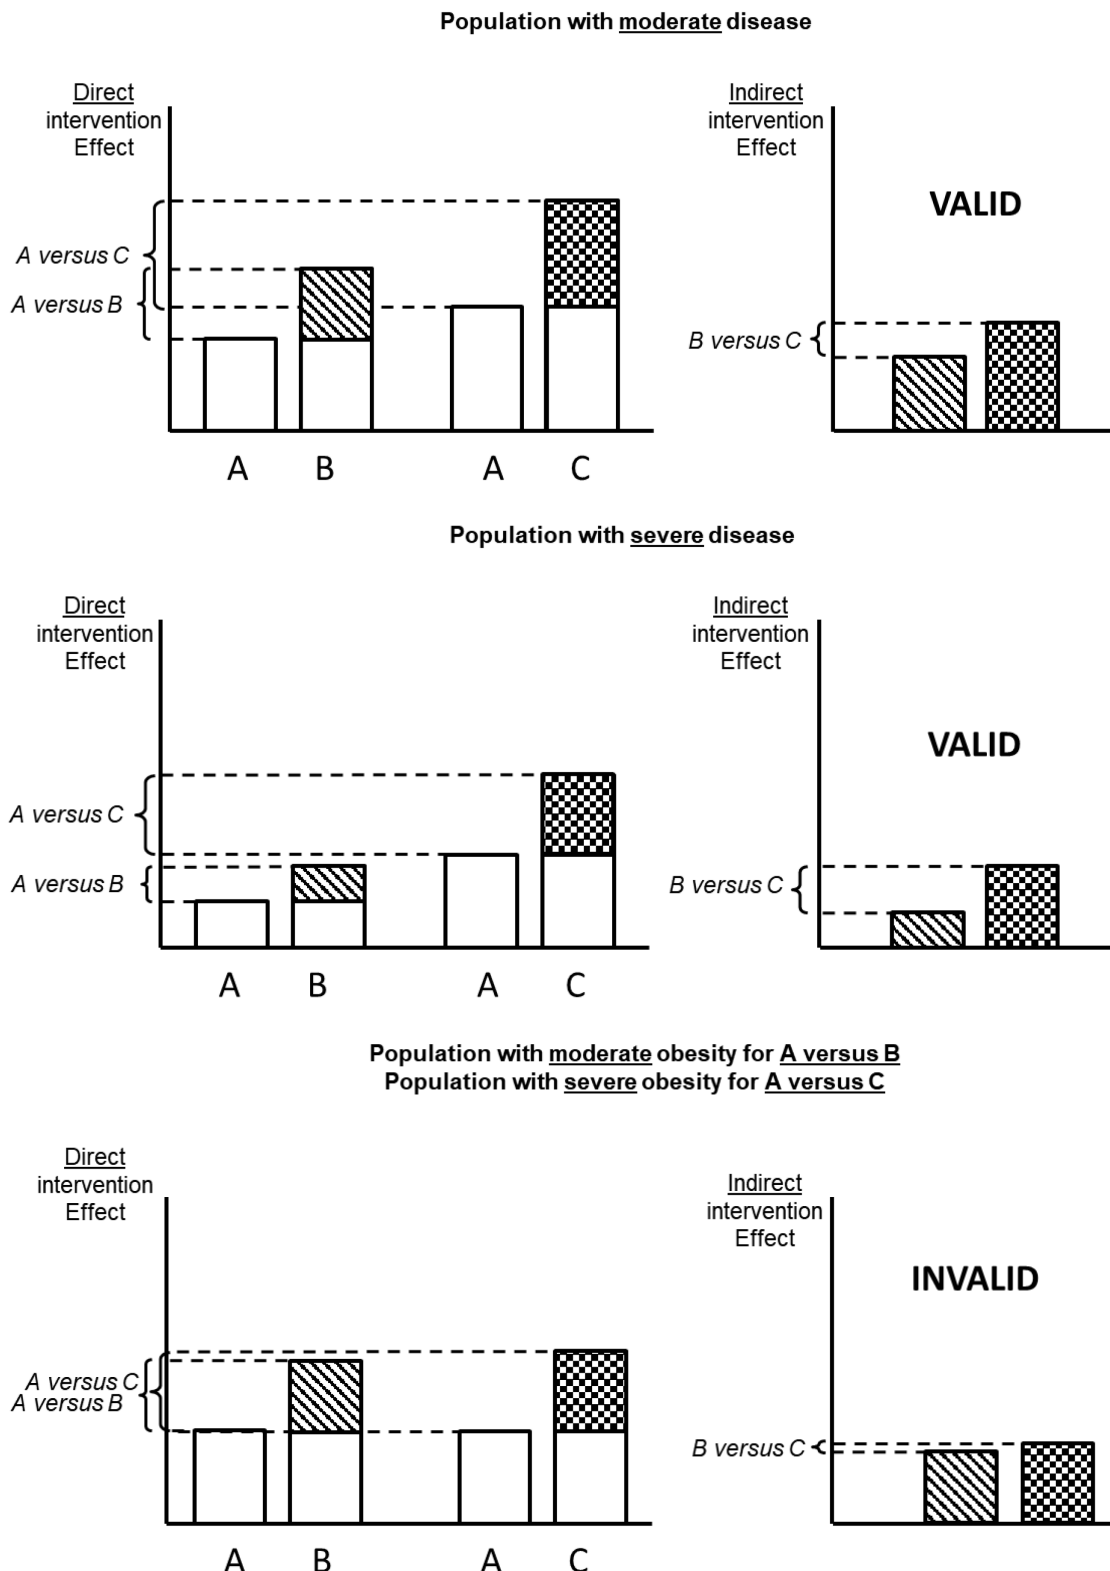 Population with moderate disease
Direct
intervention
Effect
A versus C
A versus B
A
B
A
C
Indirect
intervention
Effect
VALID
B versus C
Population with severe disease
Direct
intervention
Effect
A versus C
A versus B
A
B
A
C
Indirect
intervention
Effect
VALID
B versus C
Population with moderate obesity for A versus B
Population with severe obesity for A versus C
Direct
intervention
Effect
A versus C
A versus B
A
B
A
C
Indirect
intervention
Effect
INVALID
B versus C